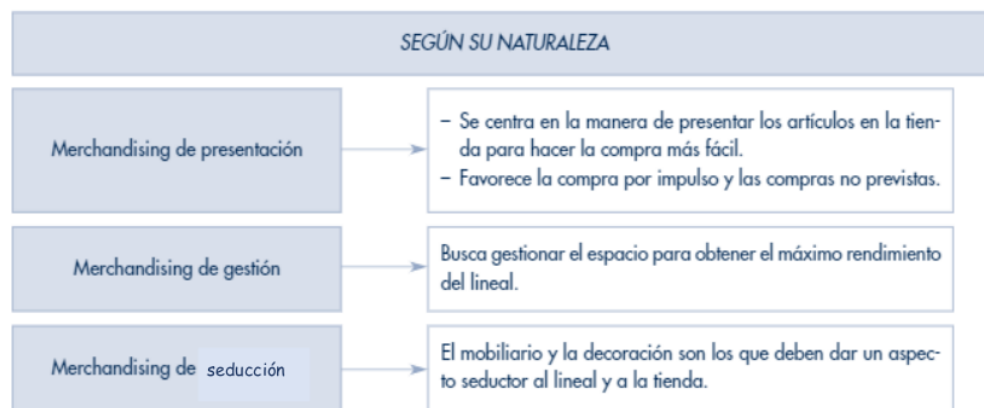 SEGÚN SU NATURALEZA
Merchandising de presentación
– Se centra en la manera de presentar los artículos en la tien-
da para hacer la compra más fácil.
– Favorece la compra por impulso y las compras no previstas.
Merchandising de gestión
Busca gestionar el espacio para obtener el máximo rendimiento
del lineal.
Merchandising de seducción
El mobiliario y la decoración son los que deben dar un aspec-
to seductor al lineal y a la tienda.